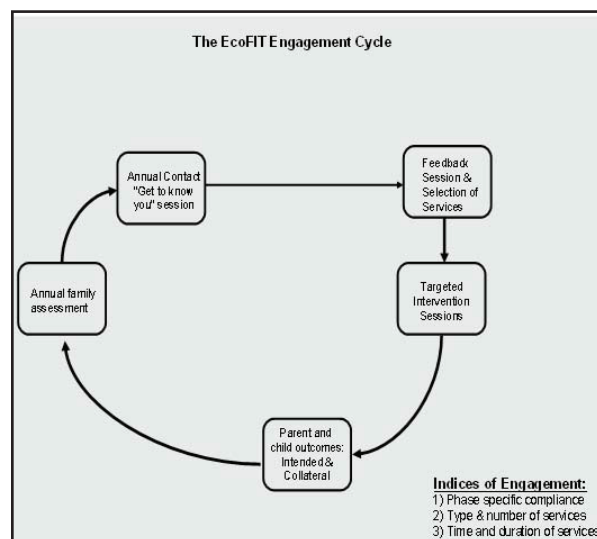 The EcoFIT Engagement Cycle
Annual Contact
"Get to know
you" session
Feedback
Session &
Selection of
Services
Annual family
assessment
Targeted
Intervention
Sessions
Parent and
child outcomes:
Intended &
Collateral
Indices of Engagement:
1) Phase specific compliance
2) Type & number of services
3) Time and duration of services